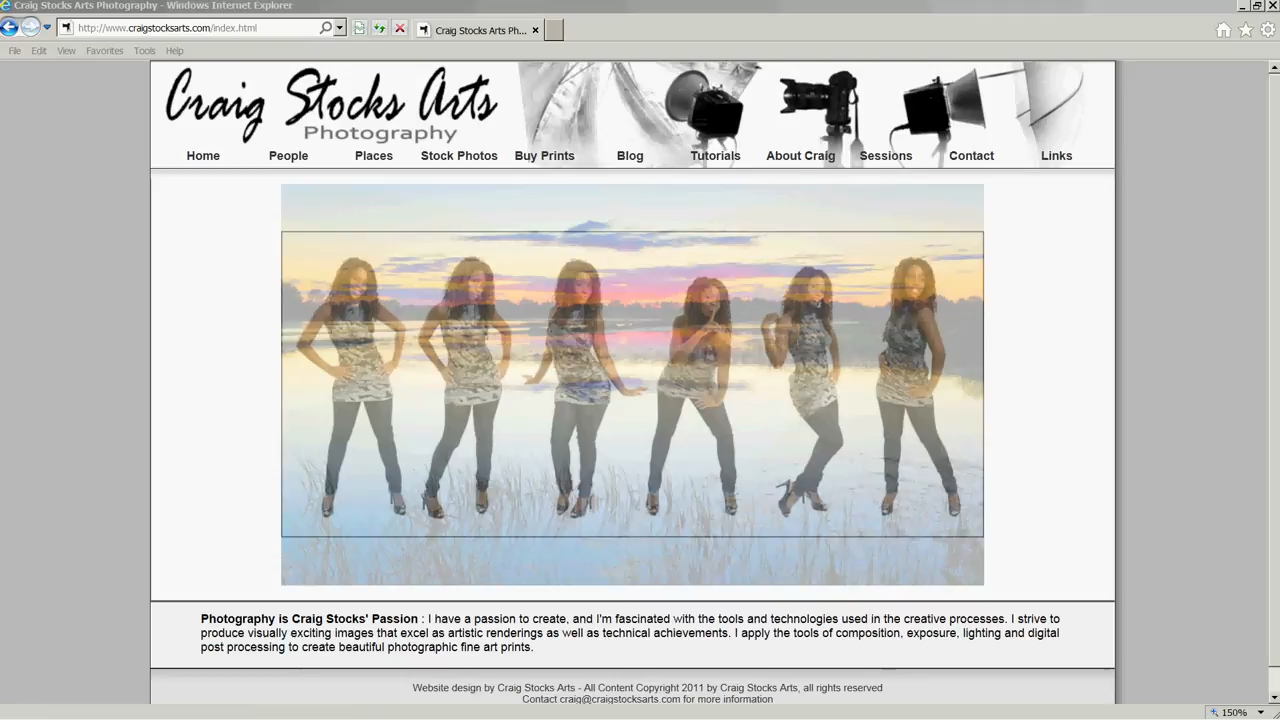 Craig Stocks Arts Photography - Windows Internet Explorer
http://www.craigstocksarts.com/index.html
Craig Stocks Arts Ph...
File Edit View Favorites Tools Help
Craig Stocks Arts
Photography
Home People Places Stock Photos Buy Prints Blog Tutorials About Craig Sessions Contact Links
Photography is Craig Stocks' Passion : I have a passion to create, and I'm fascinated with the tools and technologies used in the creative processes. I strive to
produce visually exciting images that excel as artistic renderings as well as technical achievements. I apply the tools of composition, exposure, lighting and digital
post processing to create beautiful photographic fine art prints.
Website design by Craig Stocks Arts - All Content Copyright 2011 by Craig Stocks Arts, all rights reserved
Contact craig@craigstocksarts.com for more information
150%